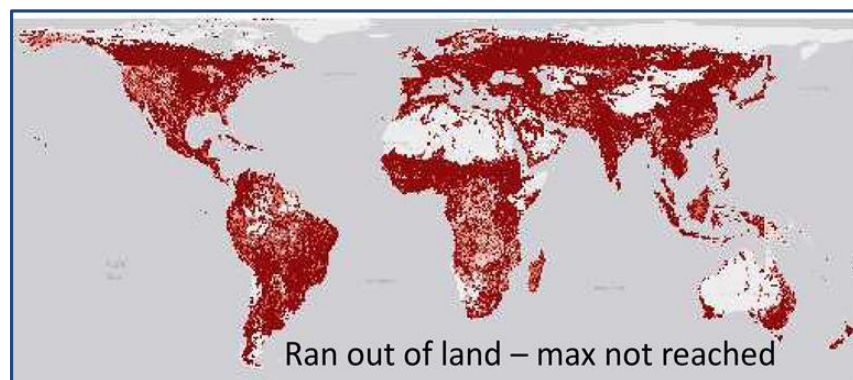 Ran out of land – max not reached